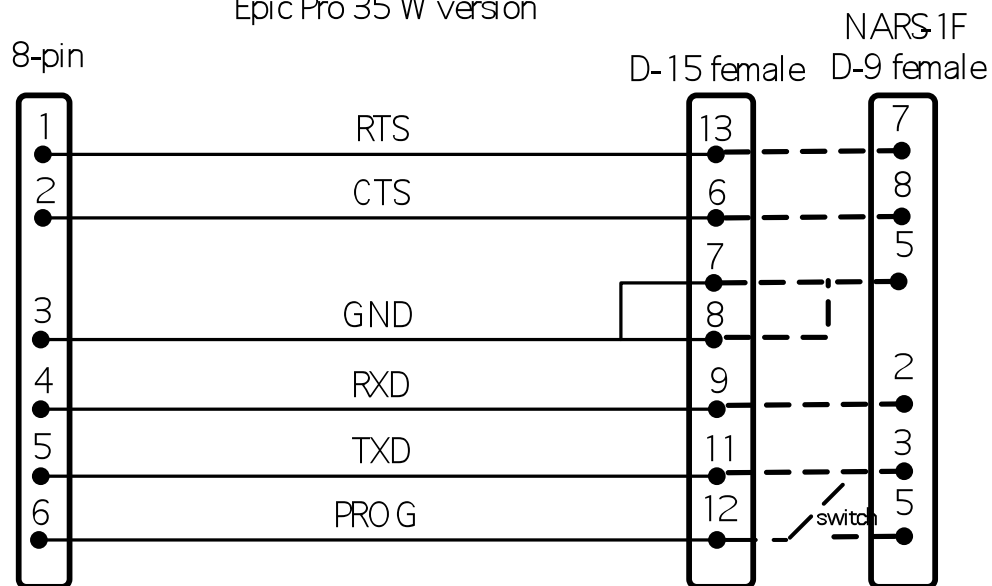 Epic Pro 35 W version
NARS-1F
8-pin
D-15 female
D-9 female
1
RTS
13
7
2
CTS
6
8
7
5
3
GND
8
4
RXD
9
2
5
TXD
11
3
6
PROG
12
switch
5